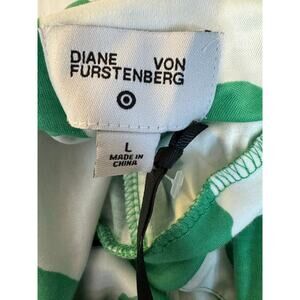 DIANE VON
FURSTENBERG
L
MADE IN
CHINA